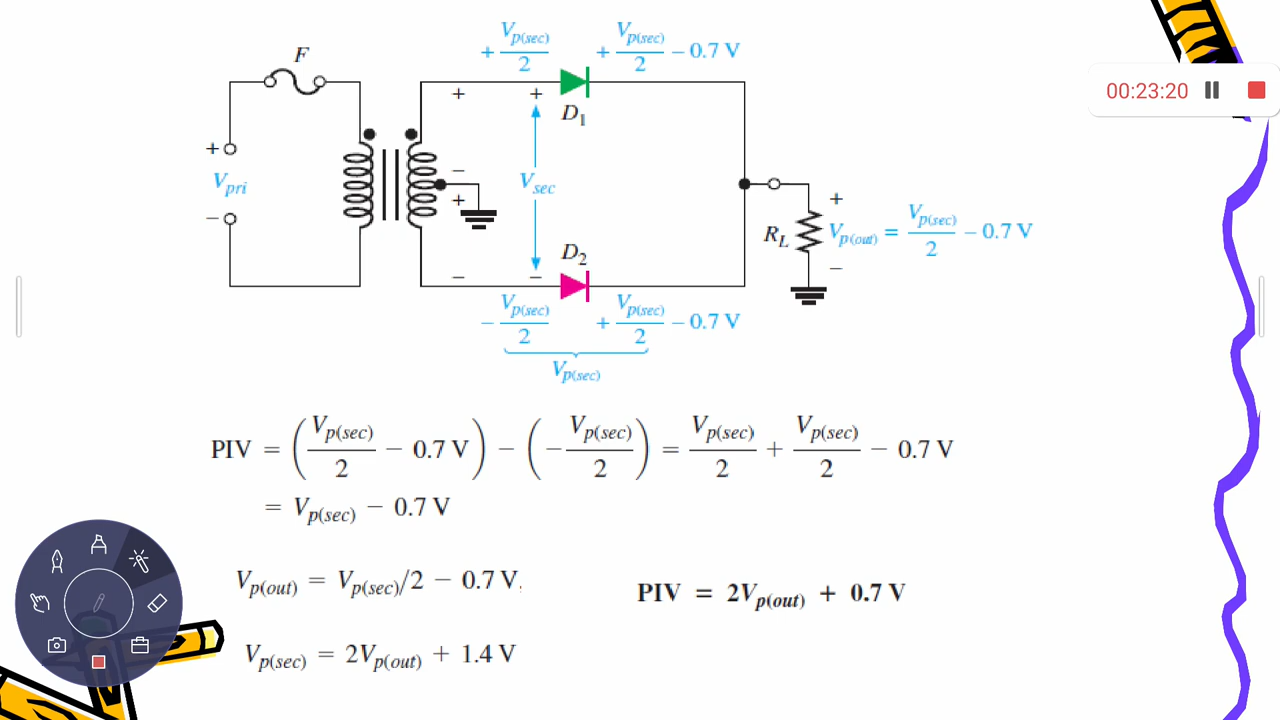 + Vp(sec)/2 + Vp(sec)/2 − 0.7 V
F
+ +
D1
00:23:20
+
Vpri
−
−
+
Vsec
+
RL Vp(out) = Vp(sec)/2 − 0.7 V
−
D2
− −
− Vp(sec)/2 + Vp(sec)/2 − 0.7 V
Vp(sec)
PIV = (Vp(sec)/2 − 0.7 V) − (−Vp(sec)/2) = Vp(sec)/2 + Vp(sec)/2 − 0.7 V
= Vp(sec) − 0.7 V
Vp(out) = Vp(sec)/2 − 0.7 V,
PIV = 2Vp(out) + 0.7 V
Vp(sec) = 2Vp(out) + 1.4 V